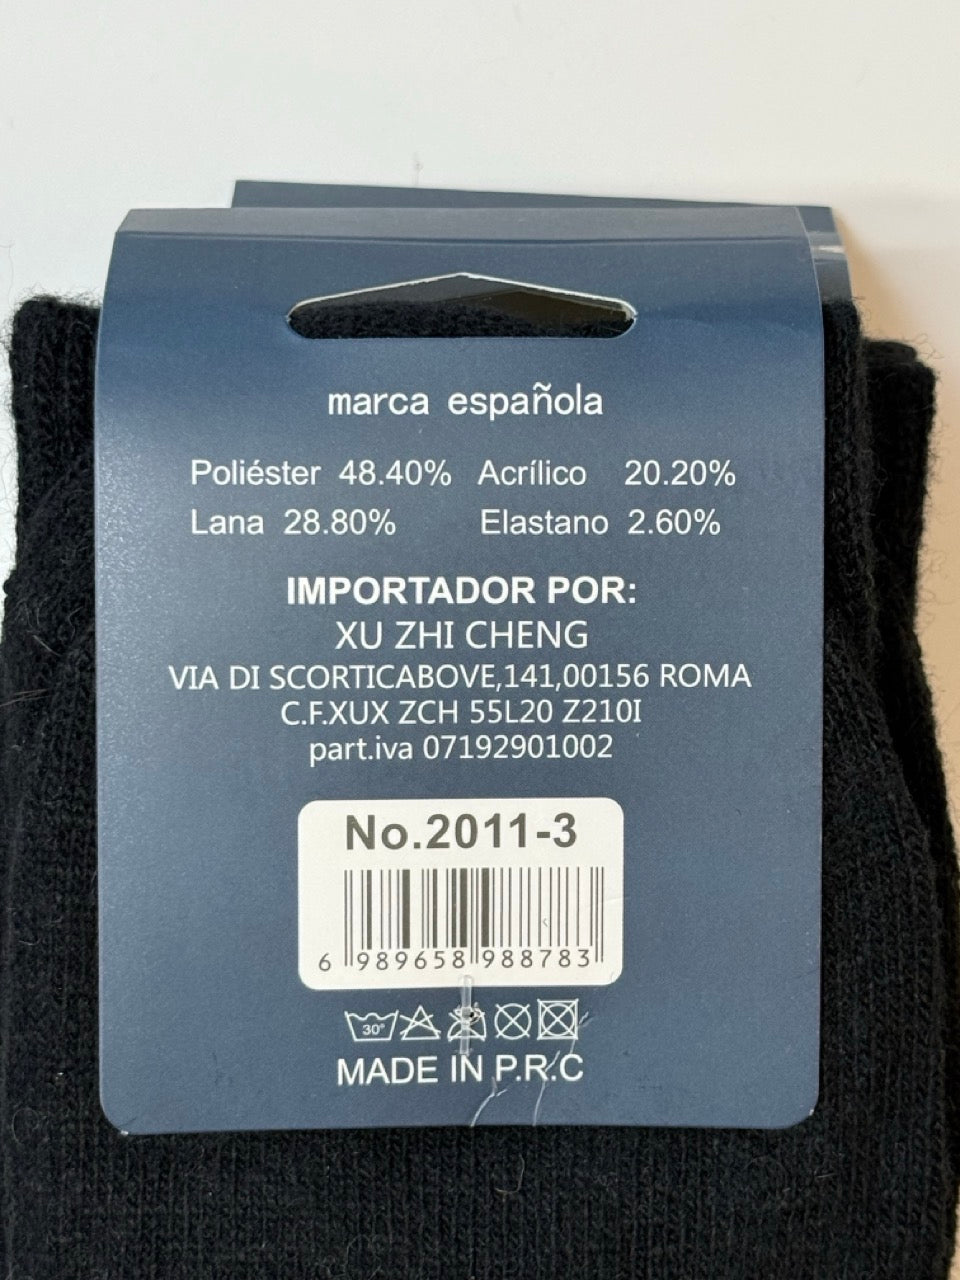 marca española
Poliéster 48.40% Acrílico 20.20%
Lana 28.80% Elastano 2.60%
IMPORTADOR POR:
XU ZHI CHENG
VIA DI SCORTICABOVE,141,00156 ROMA
C.F.XUX ZCH 55L20 Z210I
part.iva 07192901002
No.2011-3
6 989658 988783
30°
MADE IN P.R.C